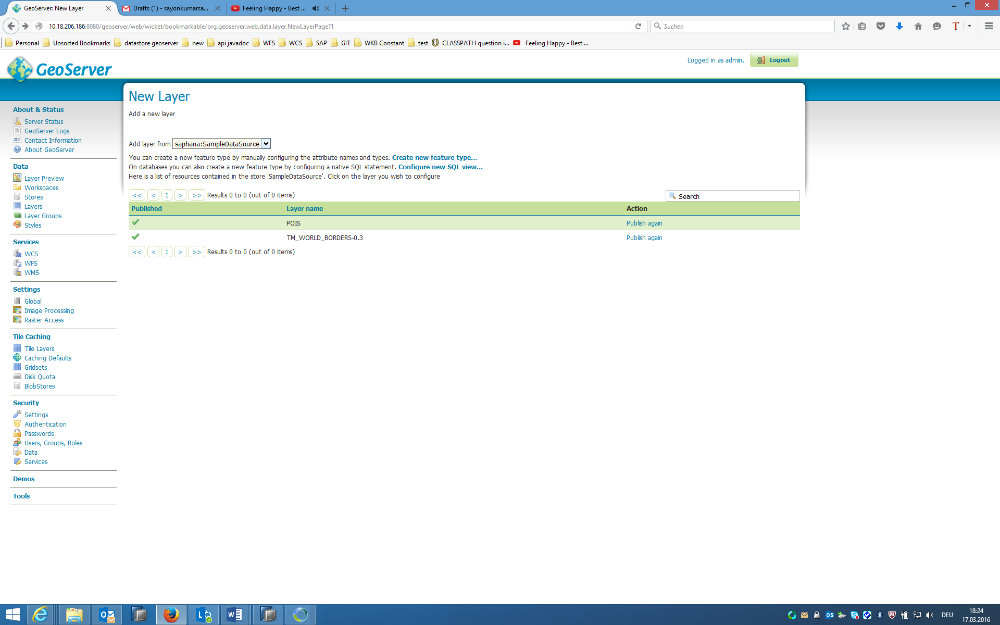 GeoServer: New Layer
Drafts (1) - sayonkumarsa...
Feeling Happy - Best ...
10.18.206.186:8080/geoserver/web/wicket/bookmarkable/org.geoserver.web.data.layer.NewLayerPage?1
Suchen
Personal Unsorted Bookmarks datastore geoserver new api javadoc WFS WCS SAP GIT WKB Constant test CLASSPATH question i... Feeling Happy - Best ...
GeoServer
Logged in as admin. Logout
New Layer
Add a new layer
Add layer from saphana:SampleDataSource
You can create a new feature type by manually configuring the attribute names and types. Create new feature type...
On databases you can also create a new feature type by configuring a native SQL statement. Configure new SQL view...
Here is a list of resources contained in the store 'SampleDataSource'. Click on the layer you wish to configure
<< < 1 > >> Results 0 to 0 (out of 0 items)
Search
Published Layer name Action
POIS Publish again
TM_WORLD_BORDERS-0.3 Publish again
<< < 1 > >> Results 0 to 0 (out of 0 items)
About & Status
Server Status
GeoServer Logs
Contact Information
About GeoServer
Data
Layer Preview
Workspaces
Stores
Layers
Layer Groups
Styles
Services
WCS
WFS
WMS
Settings
Global
Image Processing
Raster Access
Tile Caching
Tile Layers
Caching Defaults
Gridsets
Disk Quota
BlobStores
Security
Settings
Authentication
Passwords
Users, Groups, Roles
Data
Services
Demos
Tools
DEU
18:24
17.03.2016